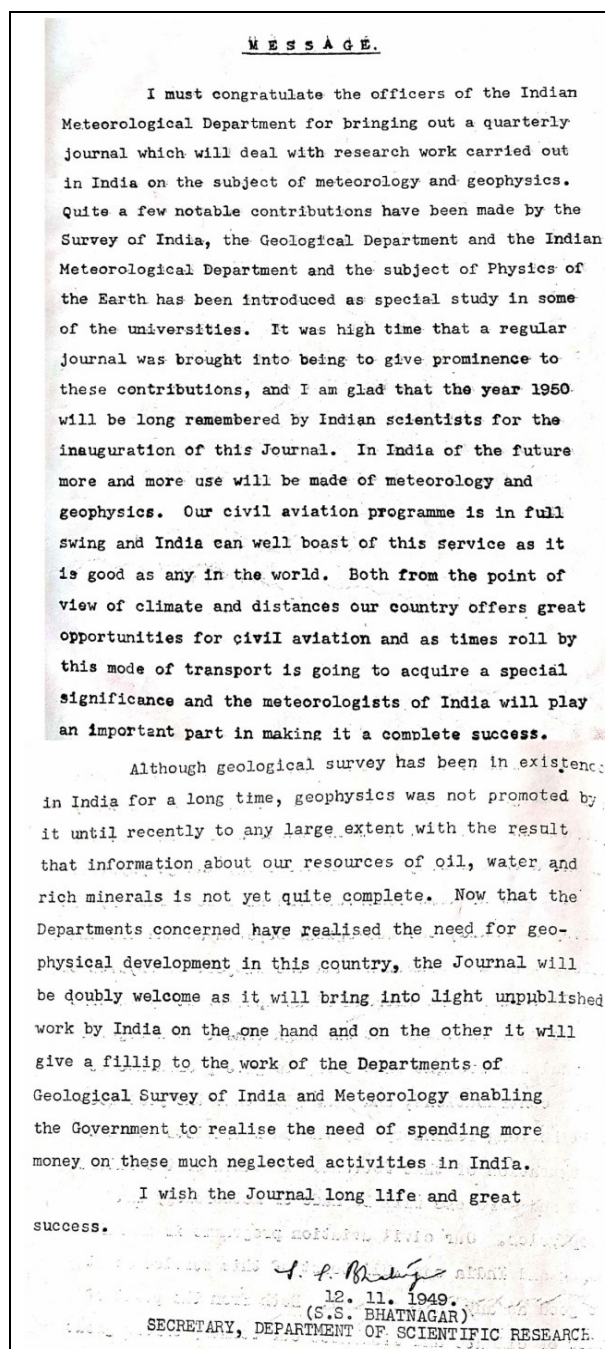 MESSAGE.
I must congratulate the officers of the Indian
Meteorological Department for bringing out a quarterly
journal which will deal with research work carried out
in India on the subject of meteorology and geophysics.
Quite a few notable contributions have been made by the
Survey of India, the Geological Department and the Indian
Meteorological Department and the subject of Physics of
the Earth has been introduced as special study in some
of the universities. It was high time that a regular
journal was brought into being to give prominence to
these contributions, and I am glad that the year 1950
will be long remembered by Indian scientists for the
inauguration of this Journal. In India of the future
more and more use will be made of meteorology and
geophysics. Our civil aviation programme is in full
swing and India can well boast of this service as it
is good as any in the world. Both from the point of
view of climate and distances our country offers great
opportunities for civil aviation and as times roll by
this mode of transport is going to acquire a special
significance and the meteorologists of India will play
an important part in making it a complete success.
Although geological survey has been in existence
in India for a long time, geophysics was not promoted by
it until recently to any large extent with the result
that information about our resources of oil, water and
rich minerals is not yet quite complete. Now that the
Departments concerned have realised the need for geo-
physical development in this country, the Journal will
be doubly welcome as it will bring into light unpublished
work by India on the one hand and on the other it will
give a fillip to the work of the Departments of
Geological Survey of India and Meteorology enabling
the Government to realise the need of spending more
money on these much neglected activities in India.
I wish the Journal long life and great
success.
12. 11. 1949.
(S.S. BHATNAGAR)
SECRETARY, DEPARTMENT OF SCIENTIFIC RESEARCH